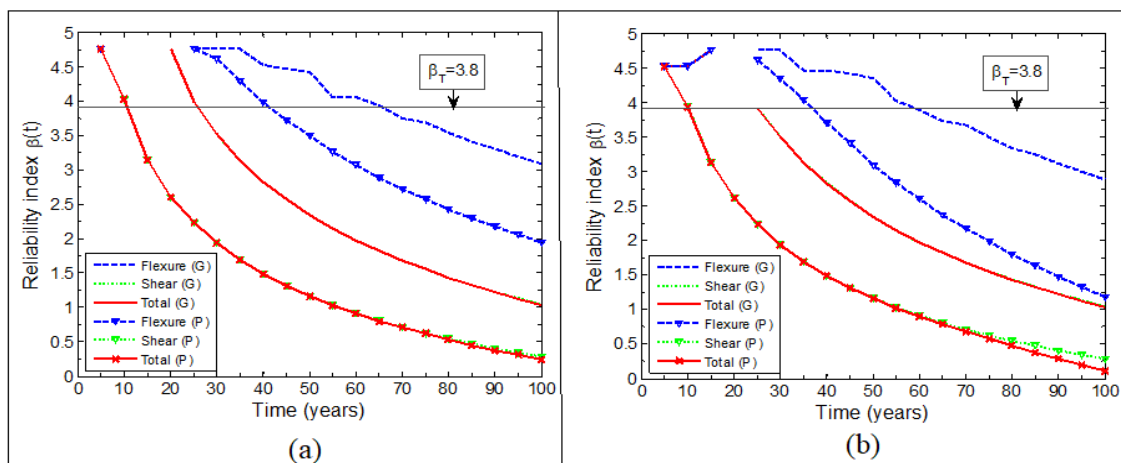 Reliability index β(t)
5
4.5
4
3.5
3
2.5
2
1.5
1
0.5
0
βT=3.8
Flexure (G)
Shear (G)
Total (G)
Flexure (P)
Shear (P)
Total (P)
0 10 20 30 40 50 60 70 80 90 100
Time (years)
(a)
Reliability index β(t)
5
4.5
4
3.5
3
2.5
2
1.5
1
0.5
0
βT=3.8
Flexure (G)
Shear (G)
Total (G)
Flexure (P)
Shear (P)
Total (P)
0 10 20 30 40 50 60 70 80 90 100
Time (years)
(b)